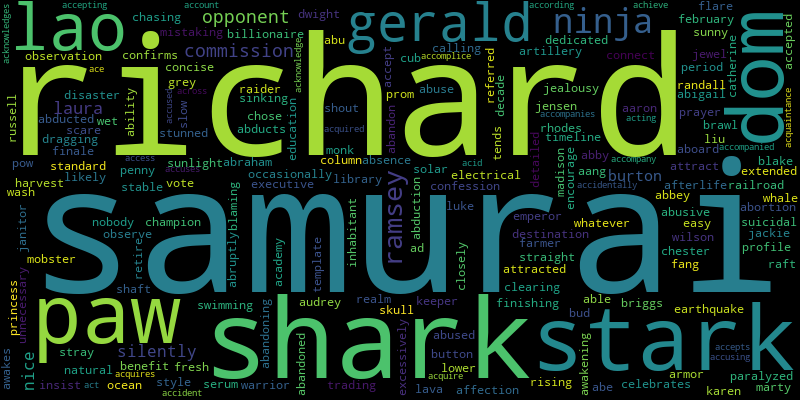 accepting account according achieve
acknowledges lao chasing opponent dwight abu gerald ninja flare february sunny dom accepted
mistaking billionaire calling dedicated jewel catherine
observation confirms commission accept cub accomplice artillery connect period
richard
russell disaster ace concise grey raider acknowledge abuse jealousy referred randall
laura ability accused across sinking prom decade jensen aaron abigail acquaintance
abducted wet slow chose education shout abandon tends rhodes prayer
scare stunned abducts monk brawl liu
dragging access sunlight abraham column absence acid accompanies acting timeline aboard accompanied
finale accuses library solar electrical detailed accompany abby attract blake
pow standard penny occasionally ramsey confession aang madison burton afterlife railroad extended
wash harvest likely stable vote executive abduction accidentally encourage abbey whale
samurai
nobody champion abruptly blaming inhabitant luke emperor whatever abusive easy abortion suicidal
janitor observe retire academy template ad closely destination farmer wilson jackie
mobster straight chester profile
shaft attracted fang raft
princess unnecessary paw swimming audrey realm keeper clearing finishing able briggs earthquake
shark stark
skull bud
stray silently abandoning abandoned excessively abused awakening accepts
awakes nice natural benefit fresh button accusing
insist act acquires style serum warrior trading acquire lower rising abe armor paralyzed
ocean accident lava affection celebrates karen marty